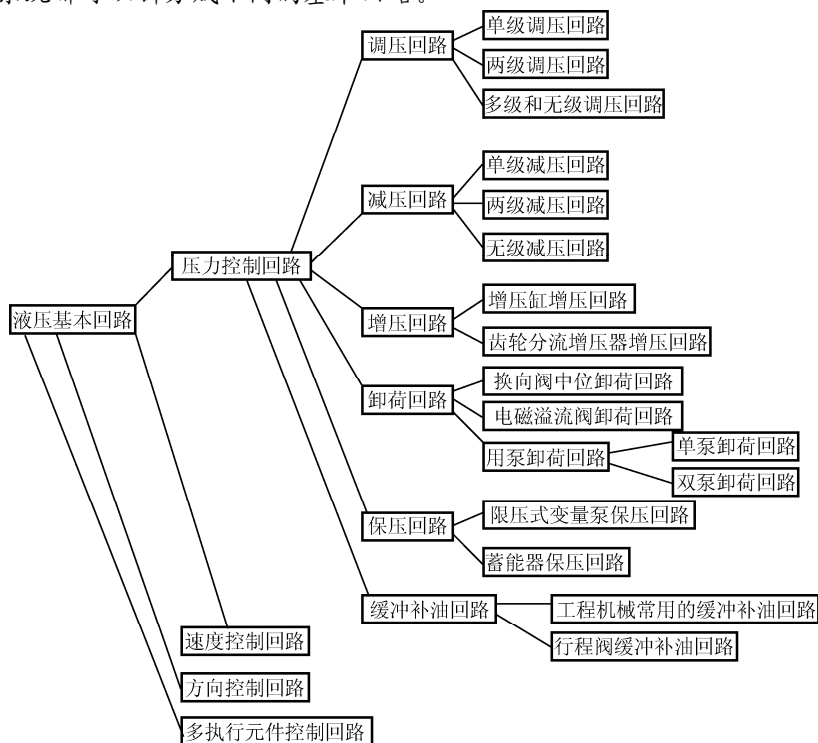 单级调压回路
调压回路
两级调压回路
多级和无级调压回路
单级减压回路
减压回路
两级减压回路
无级减压回路
压力控制回路
增压缸增压回路
液压基本回路
增压回路
齿轮分流增压器增压回路
换向阀中位卸荷回路
卸荷回路
电磁溢流阀卸荷回路
用泵卸荷回路
单泵卸荷回路
双泵卸荷回路
限压式变量泵保压回路
保压回路
蓄能器保压回路
缓冲补油回路
工程机械常用的缓冲补油回路
速度控制回路
行程阀缓冲补油回路
方向控制回路
多执行元件控制回路